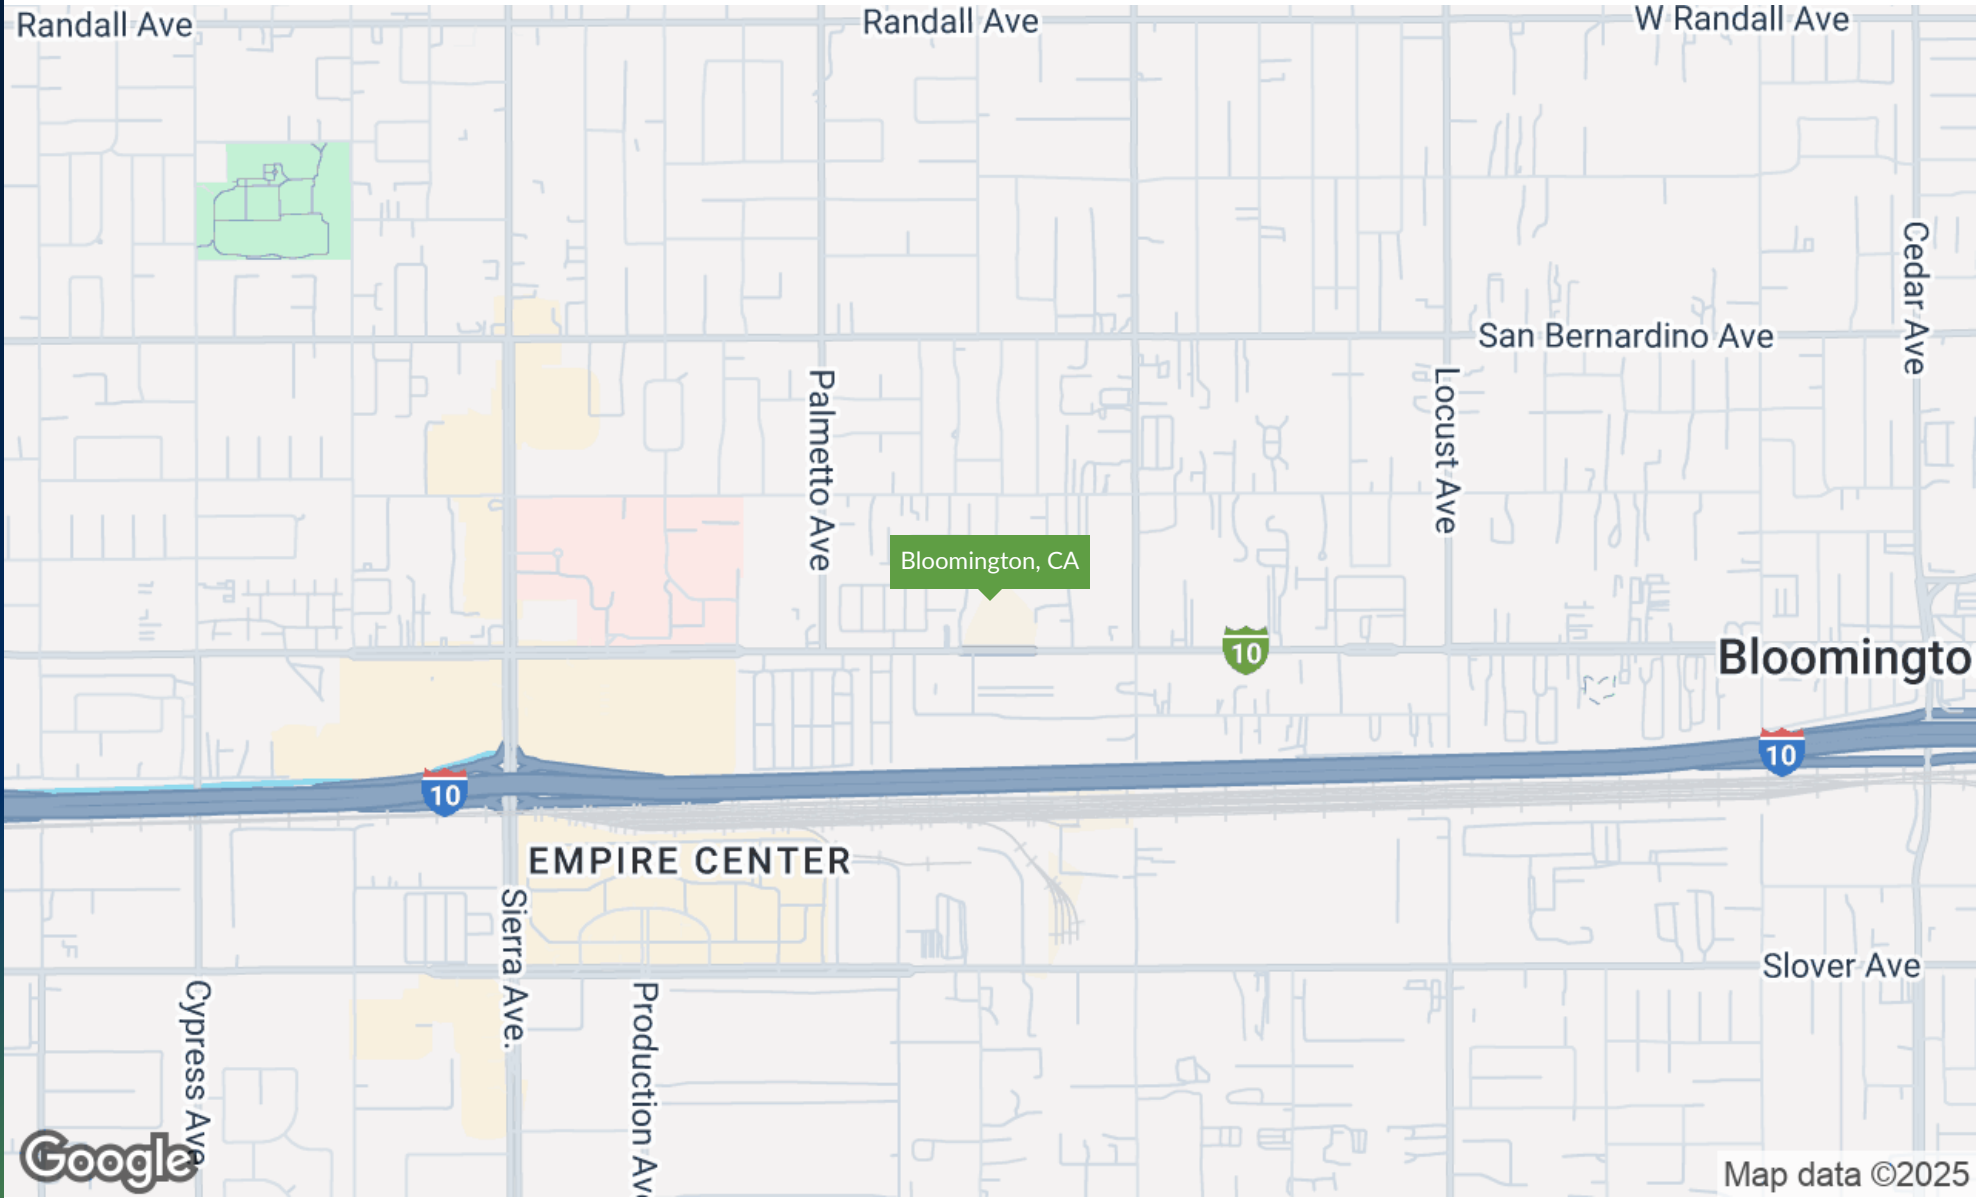 Randall Ave
Randall Ave
W Randall Ave
Cedar Ave
San Bernardino Ave
Palmetto Ave
Locust Ave
Bloomington, CA
10
Bloomingto
10
10
EMPIRE CENTER
Sierra Ave.
Slover Ave
Cypress Ave
Production Av
Google
Map data ©2025